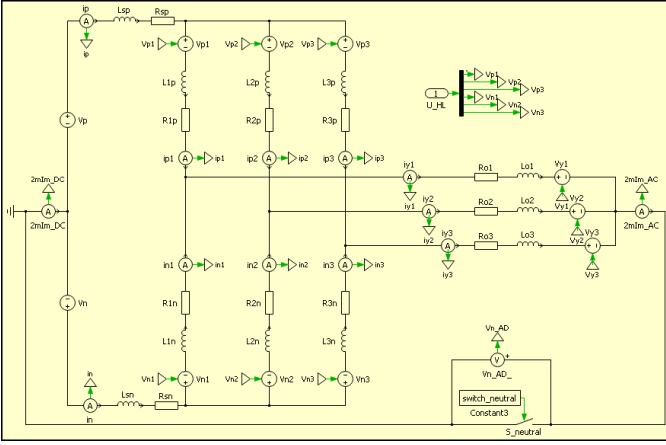 ip Lsp Rsp
ip
Vp1 Vp1 Vp2 Vp2 Vp3 Vp3
L1p L2p L3p
Vp1
Vp2
Vp3
Vn1
Vn2
Vn3
1
U_HL
R1p R2p R3p
Vp
ip1 ip1 ip2 ip2 ip3 ip3
iy1 Ro1 Lo1 Vy1
2mIm_DC 2mIm_AC
iy1 iy2 Ro2 Lo2 Vy1 Vy2
2mIm_DC 2mIm_AC
iy2 iy3 Ro3 Lo3 Vy2 Vy3
iy3 Vy3
in1 in1 in2 in2 in3 in3
Vn R1n R2n R3n
L1n L2n L3n
Vn_AD
Vn_AD_
in
Vn1 Vn1 Vn2 Vn2 Vn3 Vn3
in Lsn Rsn
switch_neutral
Constant3
S_neutral